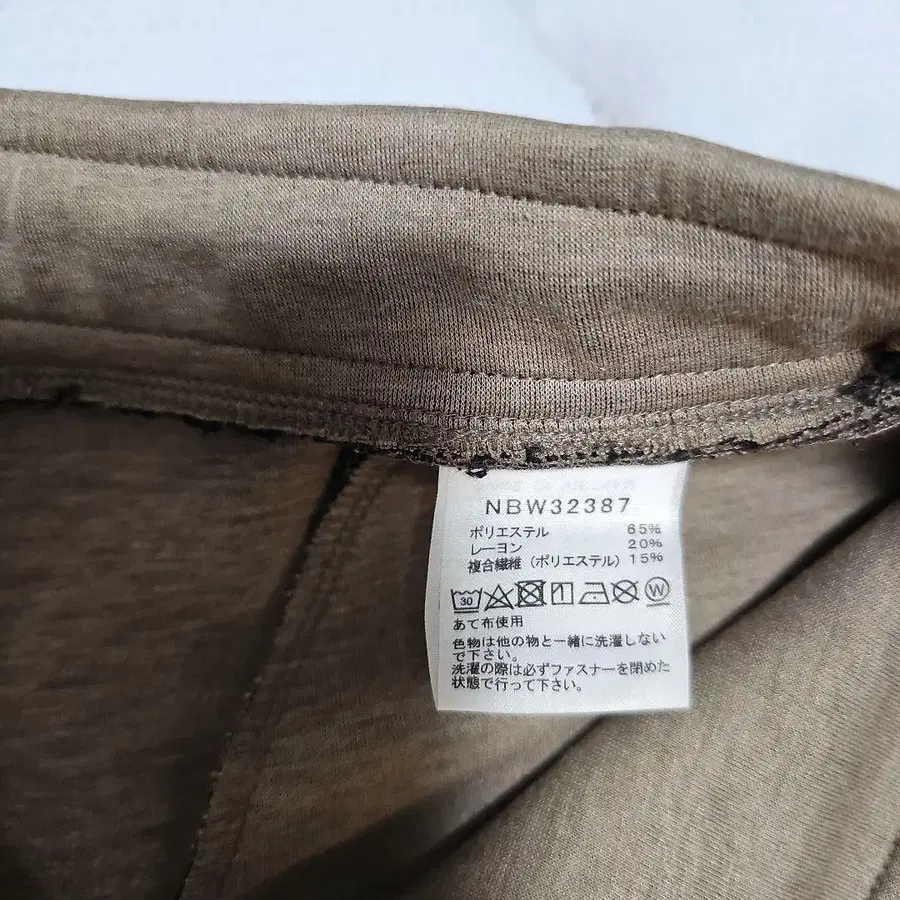 NBW32387
ポリエステル 65%
レーヨン 20%
複合繊維（ポリエステル）15%
30 W
あて布使用
色物は他の物と一緒に洗濯しない
で下さい。
洗濯の際は必ずファスナーを閉めた
状態で行って下さい。